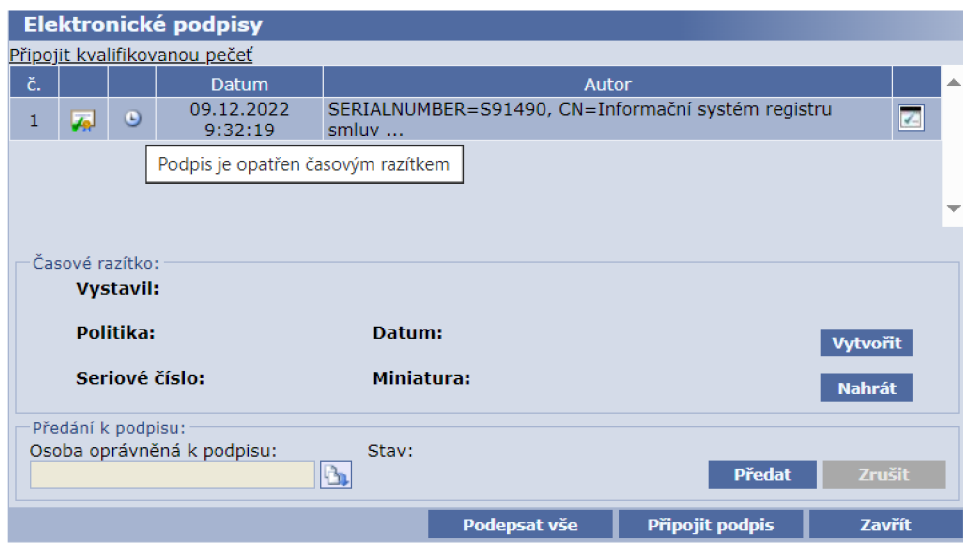 Elektronické podpisy
Připojit kvalifikovanou pečeť
č. Datum Autor
1 09.12.2022 9:32:19 SERIALNUMBER=S91490, CN=Informační systém registru
smluv ...
Podpis je opatřen časovým razítkem
Časové razítko:
Vystavil:
Politika: Datum:
Vytvořit
Seriové číslo: Miniatura:
Nahrát
Předání k podpisu:
Osoba oprávněná k podpisu: Stav:
Předat Zrušit
Podepsat vše Připojit podpis Zavřít